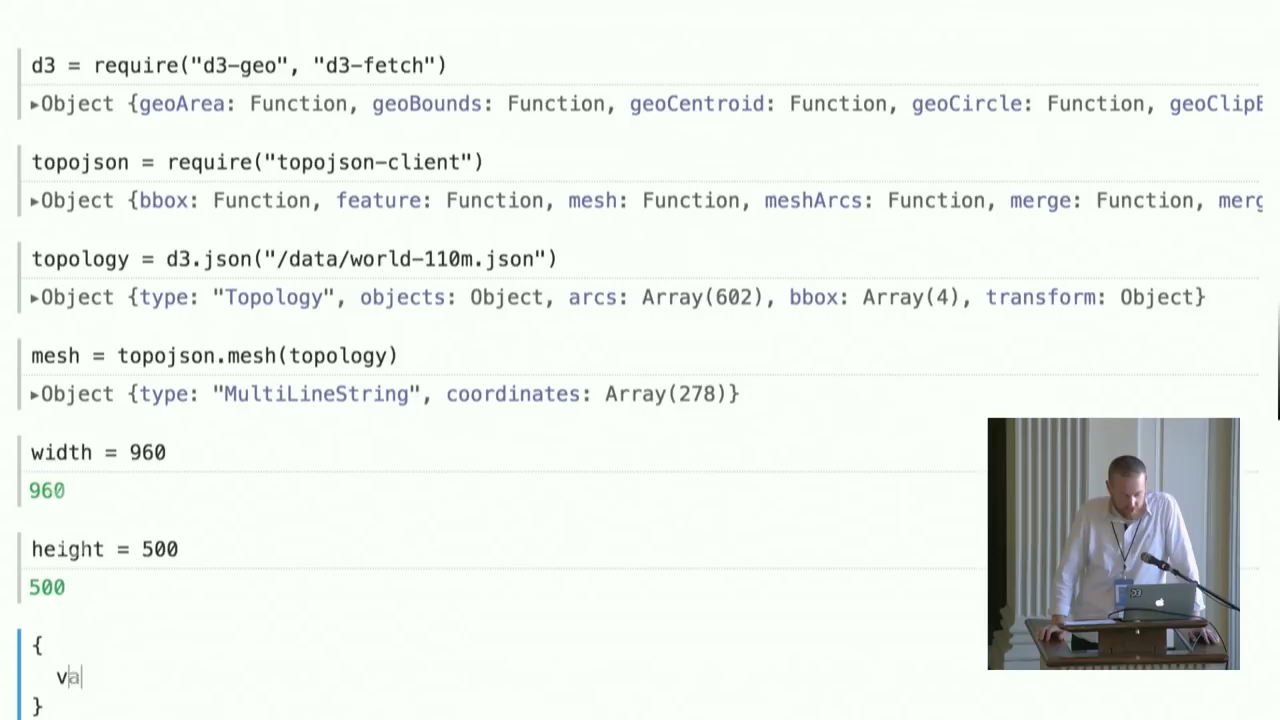 d3 = require("d3-geo", "d3-fetch")
▸Object {geoArea: Function, geoBounds: Function, geoCentroid: Function, geoCircle: Function, geoClipE
topojson = require("topojson-client")
▸Object {bbox: Function, feature: Function, mesh: Function, meshArcs: Function, merge: Function, merg
topology = d3.json("/data/world-110m.json")
▸Object {type: "Topology", objects: Object, arcs: Array(602), bbox: Array(4), transform: Object}
mesh = topojson.mesh(topology)
▸Object {type: "MultiLineString", coordinates: Array(278)}
width = 960
960
height = 500
500
{
va
}